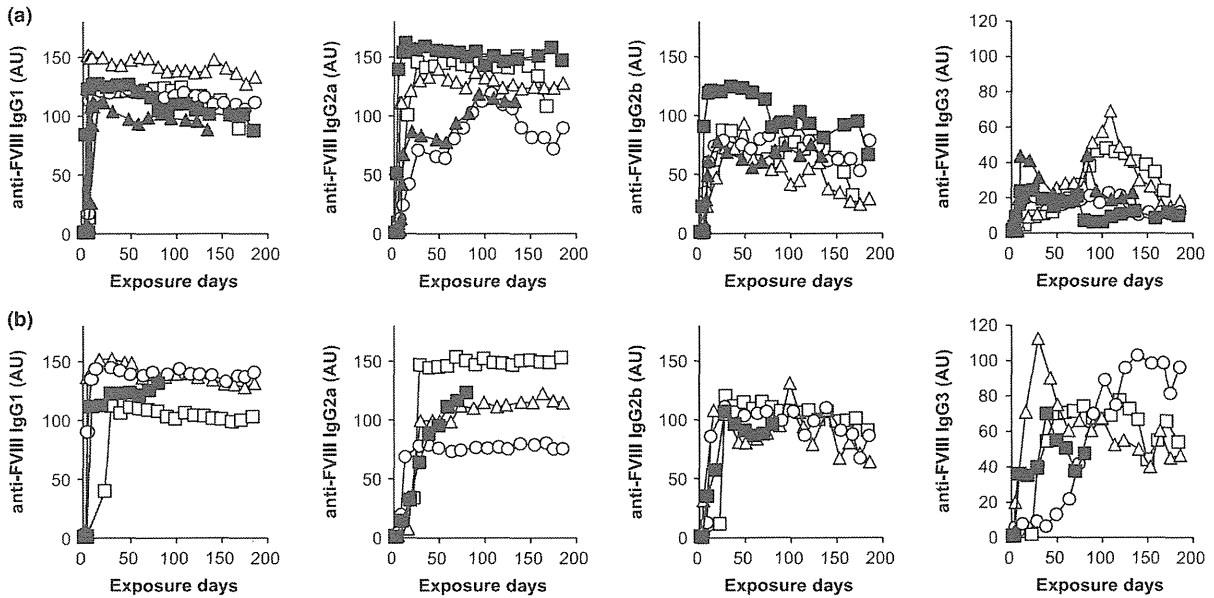 (a)
anti-FVIII IgG1 (AU)
150
100
50
0
0 50 100 150 200
Exposure days
anti-FVIII IgG2a (AU)
150
100
50
0
0 50 100 150 200
Exposure days
anti-FVIII IgG2b (AU)
150
100
50
0
0 50 100 150 200
Exposure days
anti-FVIII IgG3 (AU)
120
100
80
60
40
20
0
0 50 100 150 200
Exposure days
(b)
anti-FVIII IgG1 (AU)
150
100
50
0
0 50 100 150 200
Exposure days
anti-FVIII IgG2a (AU)
150
100
50
0
0 50 100 150 200
Exposure days
anti-FVIII IgG2b (AU)
150
100
50
0
0 50 100 150 200
Exposure days
anti-FVIII IgG3 (AU)
120
100
80
60
40
20
0
0 50 100 150 200
Exposure days